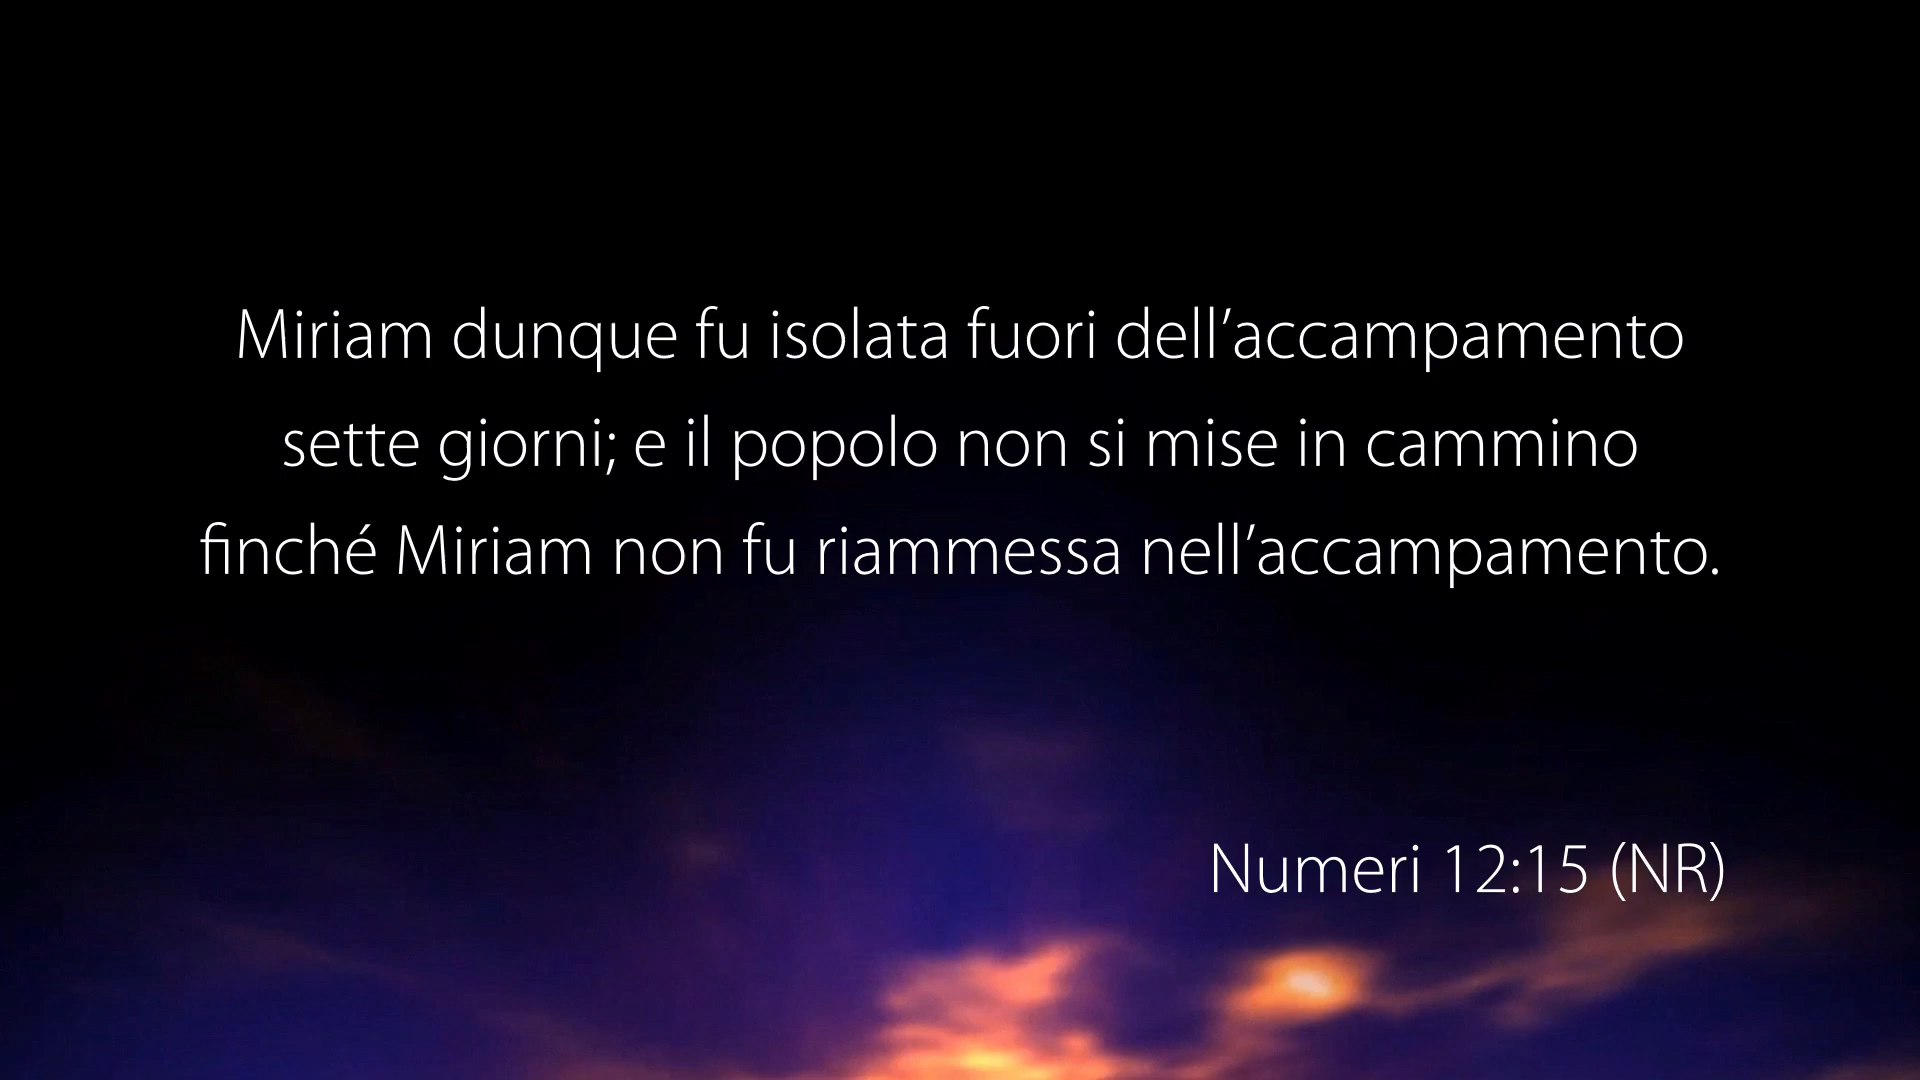 Miriam dunque fu isolata fuori dell’accampamento
sette giorni; e il popolo non si mise in cammino
finché Miriam non fu riammessa nell’accampamento.
Numeri 12:15 (NR)